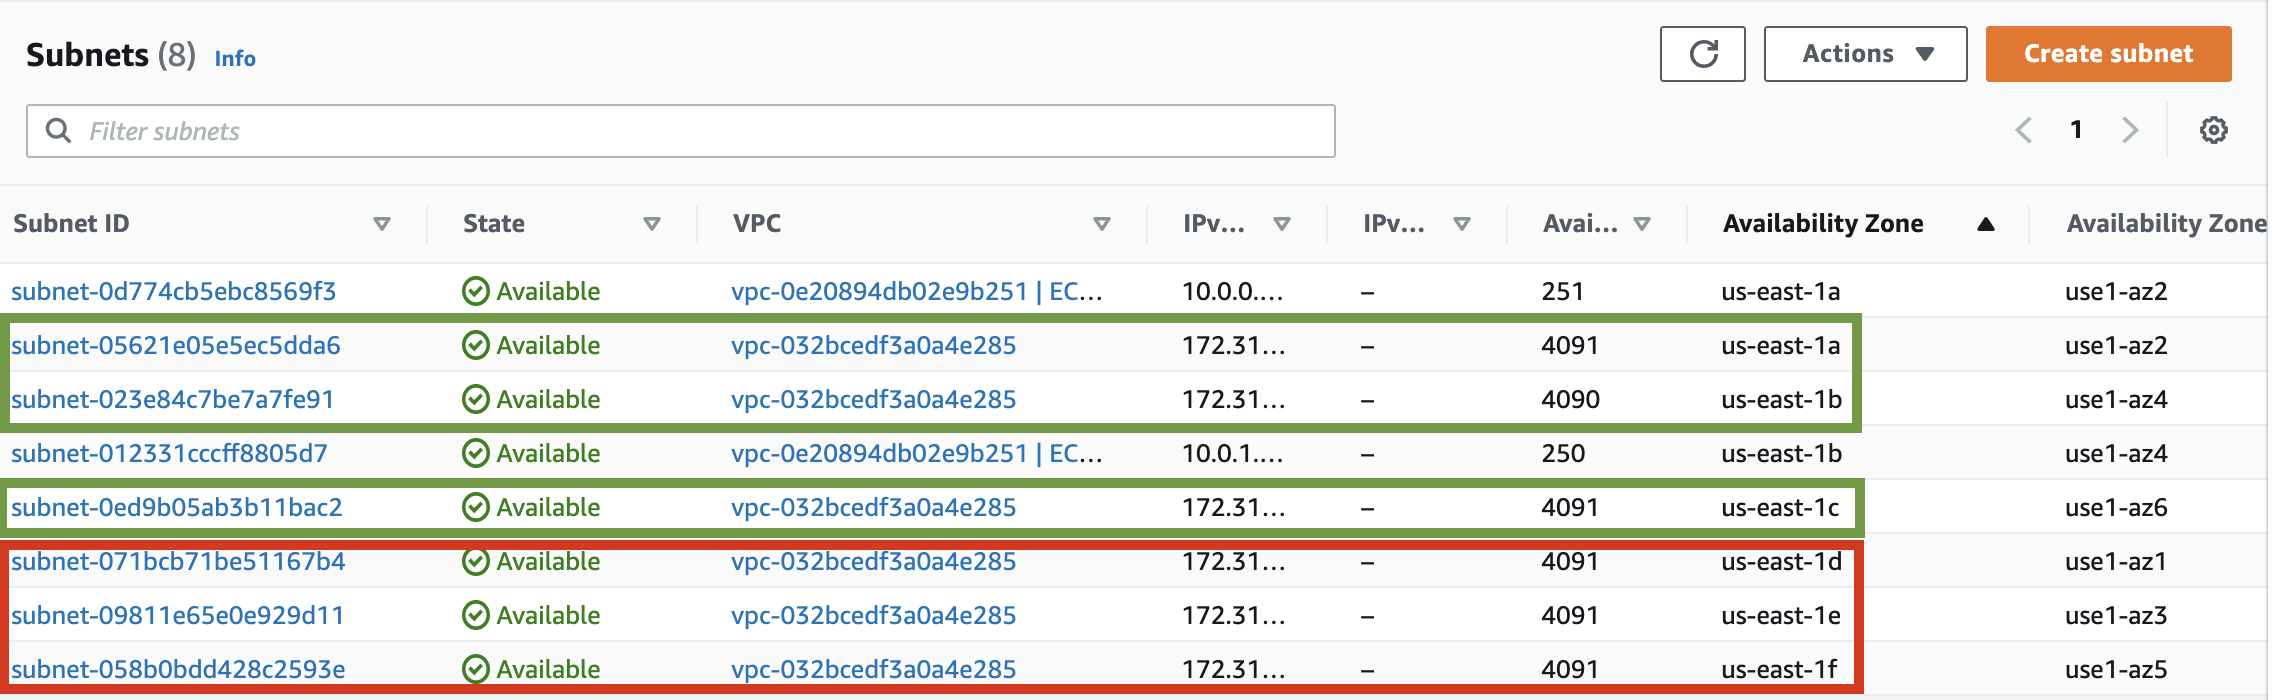 Subnets (8) Info Actions Create subnet
Filter subnets 1
Subnet ID State VPC IPv... IPv... Avai... Availability Zone Availability Zone
subnet-0d774cb5ebc8569f3 Available vpc-0e20894db02e9b251 | EC... 10.0.0.... – 251 us-east-1a use1-az2
subnet-05621e05e5ec5dda6 Available vpc-032bcedf3a0a4e285 172.31... – 4091 us-east-1a use1-az2
subnet-023e84c7be7a7fe91 Available vpc-032bcedf3a0a4e285 172.31... – 4090 us-east-1b use1-az4
subnet-012331cccff8805d7 Available vpc-0e20894db02e9b251 | EC... 10.0.1.... – 250 us-east-1b use1-az4
subnet-0ed9b05ab3b11bac2 Available vpc-032bcedf3a0a4e285 172.31... – 4091 us-east-1c use1-az6
subnet-071bcb71be51167b4 Available vpc-032bcedf3a0a4e285 172.31... – 4091 us-east-1d use1-az1
subnet-09811e65e0e929d11 Available vpc-032bcedf3a0a4e285 172.31... – 4091 us-east-1e use1-az3
subnet-058b0bdd428c2593e Available vpc-032bcedf3a0a4e285 172.31... – 4091 us-east-1f use1-az5